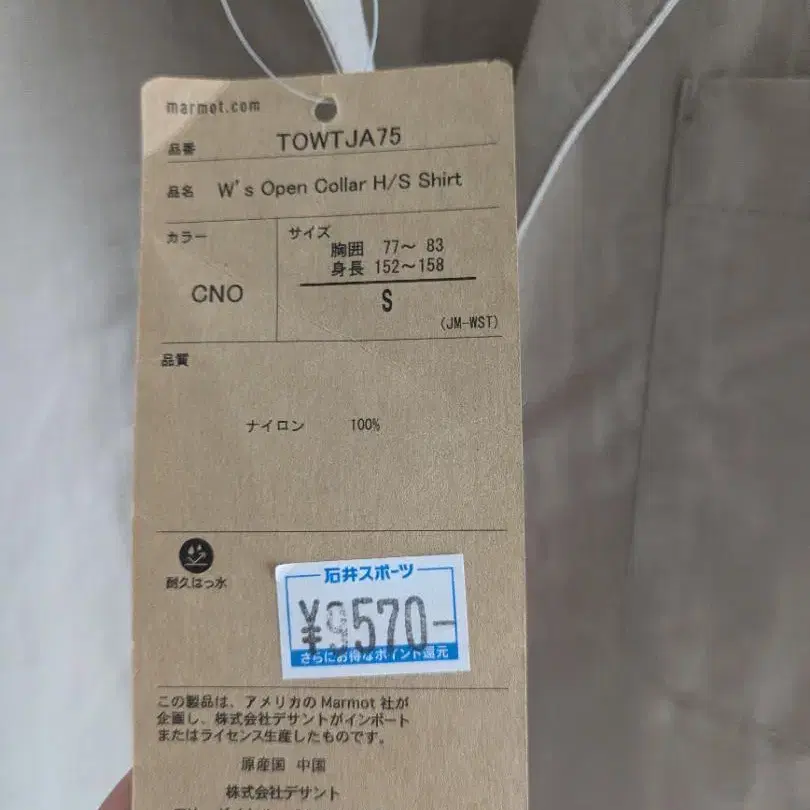 marmot.com
品番 TOWTJA75
品名 W's Open Collar H/S Shirt
カラー
CNO
サイズ
胸囲 77～ 83
身長 152～158
S
(JM-WST)
品質
ナイロン 100%
耐久はっ水
石井スポーツ
¥9570-
さらにお得なポイント還元
この製品は、アメリカのMarmot 社が
企画し、株式会社デサントがインポート
またはライセンス生産したものです。
原産国 中国
株式会社デサント